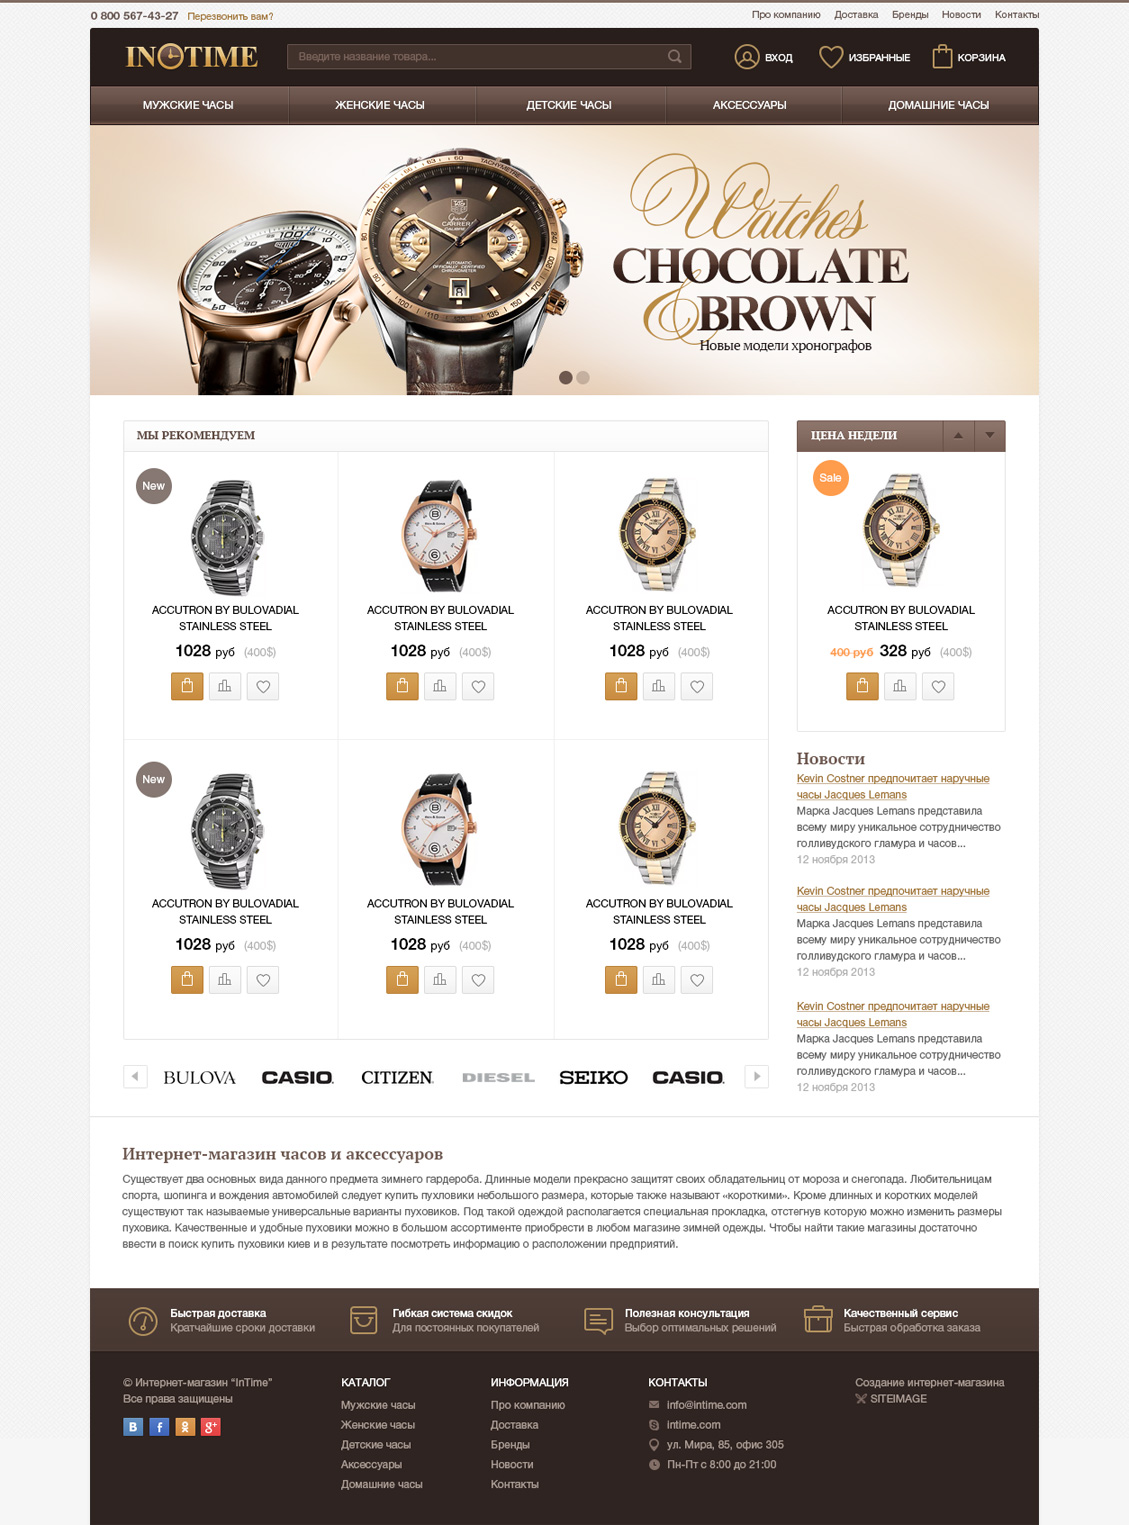 0 800 567-43-27 Перезвонить вам?
Про компанию Доставка Бренды Новости Контакты
INTIME
Введите название товара...
ВХОД ИЗБРАННЫЕ КОРЗИНА
МУЖСКИЕ ЧАСЫ ЖЕНСКИЕ ЧАСЫ ДЕТСКИЕ ЧАСЫ АКСЕССУАРЫ ДОМАШНИЕ ЧАСЫ
Watches
CHOCOLATE
& BROWN
Новые модели хронографов
МЫ РЕКОМЕНДУЕМ
New
ACCUTRON BY BULOVADIAL
STAINLESS STEEL
1028 руб (400$)
ACCUTRON BY BULOVADIAL
STAINLESS STEEL
1028 руб (400$)
ACCUTRON BY BULOVADIAL
STAINLESS STEEL
1028 руб (400$)
New
ACCUTRON BY BULOVADIAL
STAINLESS STEEL
1028 руб (400$)
ACCUTRON BY BULOVADIAL
STAINLESS STEEL
1028 руб (400$)
ACCUTRON BY BULOVADIAL
STAINLESS STEEL
1028 руб (400$)
ЦЕНА НЕДЕЛИ
Sale
ACCUTRON BY BULOVADIAL
STAINLESS STEEL
400 руб 328 руб (400$)
Новости
Kevin Costner предпочитает наручные
часы Jacques Lemans
Марка Jacques Lemans представила
всему миру уникальное сотрудничество
голливудского гламура и часов...
12 ноября 2013
Kevin Costner предпочитает наручные
часы Jacques Lemans
Марка Jacques Lemans представила
всему миру уникальное сотрудничество
голливудского гламура и часов...
12 ноября 2013
Kevin Costner предпочитает наручные
часы Jacques Lemans
Марка Jacques Lemans представила
всему миру уникальное сотрудничество
голливудского гламура и часов...
12 ноября 2013
BULOVA CASIO CITIZEN DIESEL SEIKO CASIO
Интернет-магазин часов и аксессуаров
Существует два основных вида данного предмета зимнего гардероба. Длинные модели прекрасно защитят своих обладательниц от мороза и снегопада. Любительницам
спорта, шопинга и вождения автомобилей следует купить пухловики небольшого размера, которые также называют «короткими». Кроме длинных и коротких моделей
существуют так называемые универсальные варианты пуховиков. Под такой одеждой располагается специальная прокладка, отстегнув которую можно изменить размеры
пуховика. Качественные и удобные пуховики можно в большом ассортименте приобрести в любом магазине зимней одежды. Чтобы найти такие магазины достаточно
ввести в поиск купить пуховики киев и в результате посмотреть информацию о расположении предприятий.
Быстрая доставка
Кратчайшие сроки доставки
Гибкая система скидок
Для постоянных покупателей
Полезная консультация
Выбор оптимальных решений
Качественный сервис
Быстрая обработка заказа
© Интернет-магазин “InTime”
Все права защищены
КАТАЛОГ
Мужские часы
Женские часы
Детские часы
Аксессуары
Домашние часы
ИНФОРМАЦИЯ
Про компанию
Доставка
Бренды
Новости
Контакты
КОНТАКТЫ
info@intime.com
intime.com
ул. Мира, 85, офис 305
Пн-Пт с 8:00 до 21:00
Создание интернет-магазина
SITEIMAGE